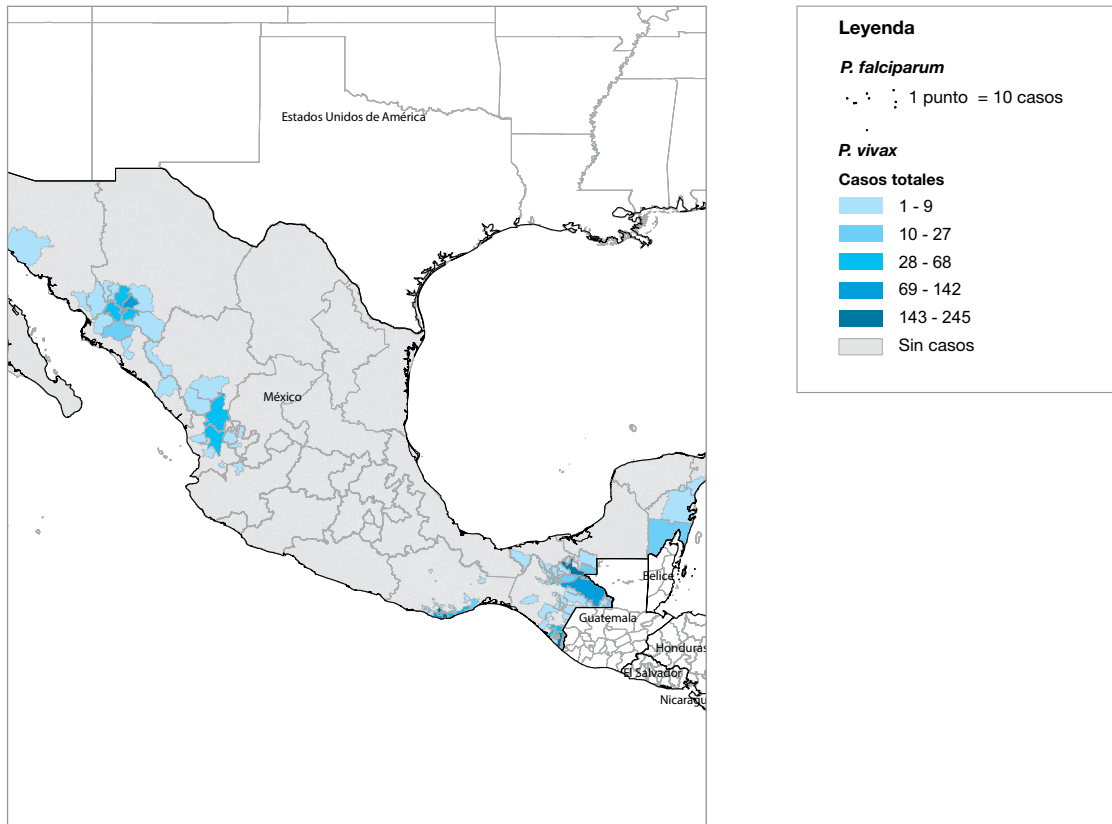 Estados Unidos de América
México
Belice
Guatemala
Honduras
El Salvador
Nicaragu
Leyenda
P. falciparum
1 punto = 10 casos
P. vivax
Casos totales
1 - 9
10 - 27
28 - 68
69 - 142
143 - 245
Sin casos